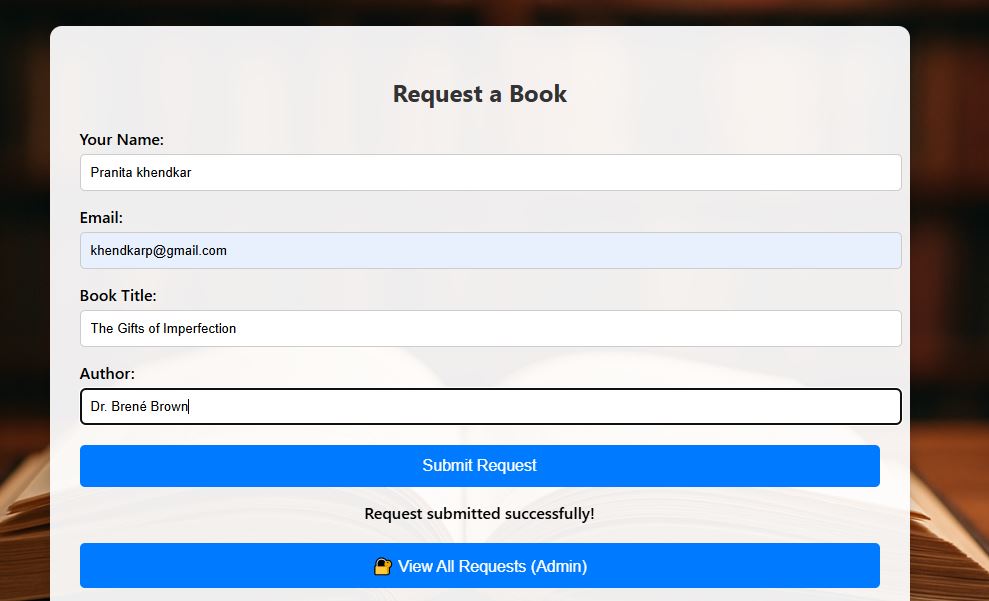 Request a Book
Your Name:
Pranita khendkar
Email:
khendkarp@gmail.com
Book Title:
The Gifts of Imperfection
Author:
Dr. Brené Brown
Submit Request
Request submitted successfully!
🔐 View All Requests (Admin)